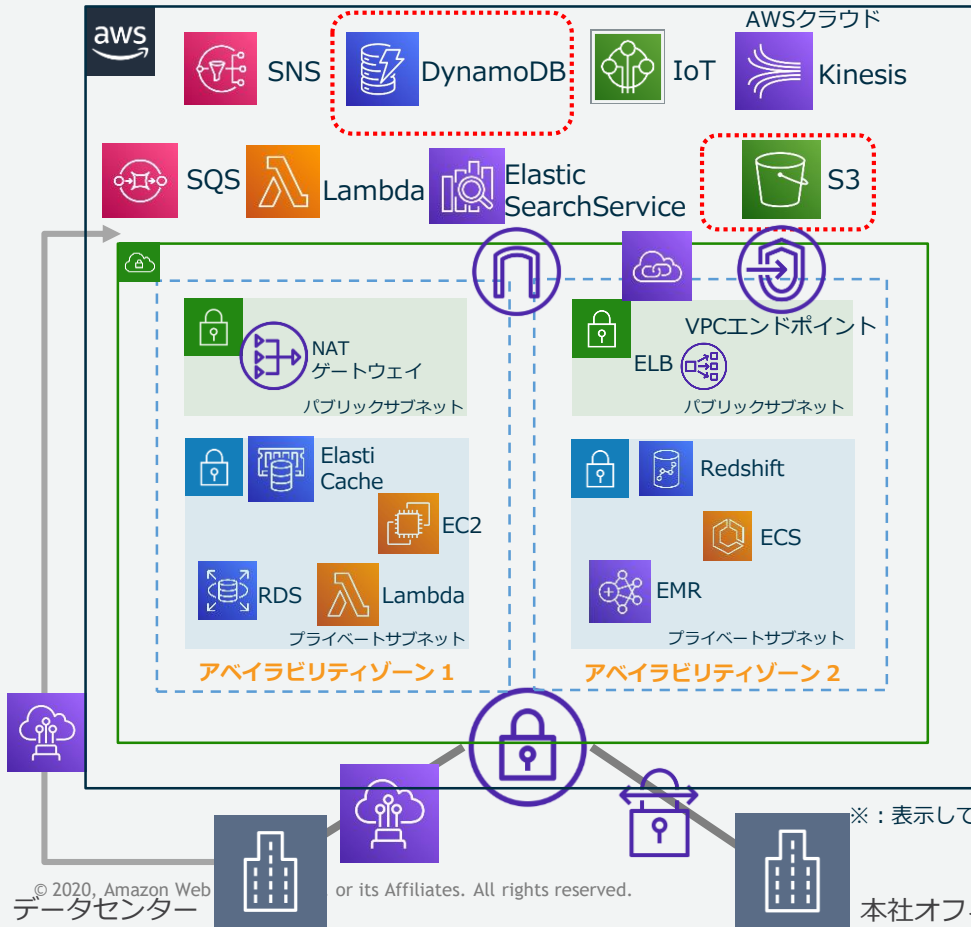 aws
AWSクラウド
SNS
DynamoDB
IoT
Kinesis
SQS
Lambda
Elastic
SearchService
S3
VPCエンドポイント
NAT
ゲートウェイ
ELB
パブリックサブネット
パブリックサブネット
Elasti
Cache
Redshift
EC2
ECS
RDS
Lambda
EMR
プライベートサブネット
プライベートサブネット
アベイラビリティゾーン 1
アベイラビリティゾーン 2
※：表示して
© 2020, Amazon Web or its Affiliates. All rights reserved.
データセンター
本社オフ